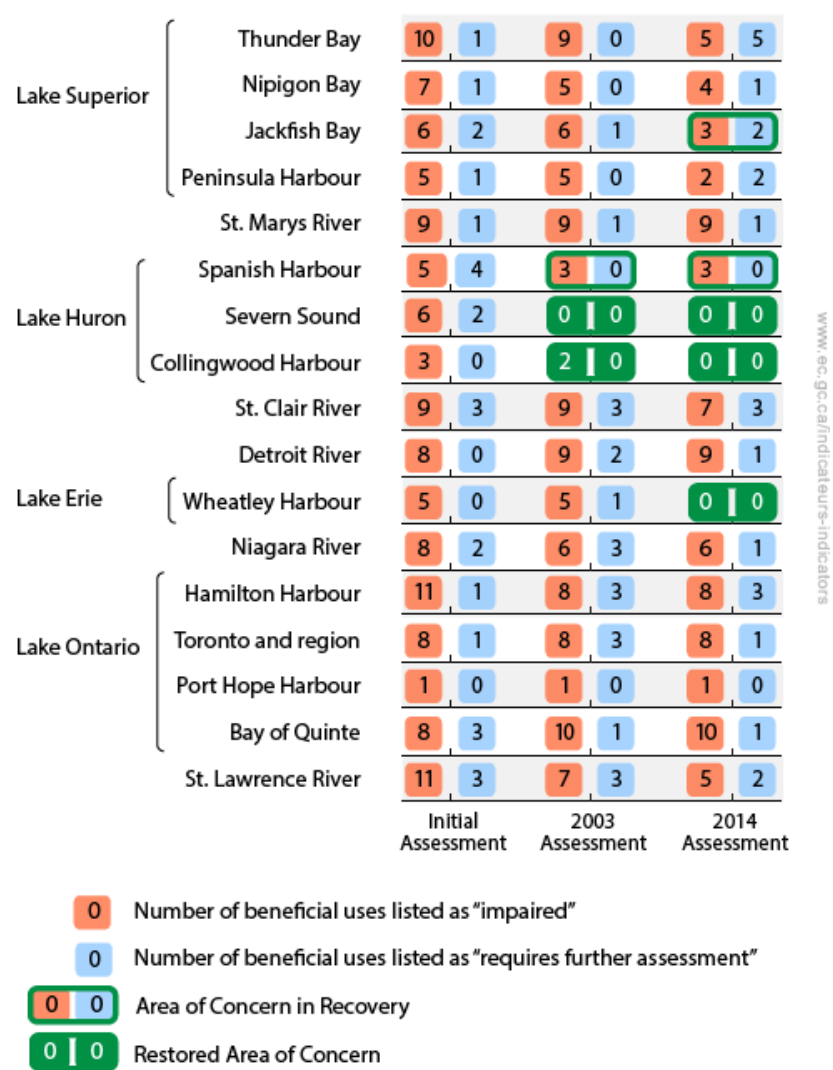 Thunder Bay 10 1 9 0 5 5
Lake Superior
Nipigon Bay 7 1 5 0 4 1
Jackfish Bay 6 2 6 1 3 2
Peninsula Harbour 5 1 5 0 2 2
St. Marys River 9 1 9 1 9 1
Lake Huron
Spanish Harbour 5 4 3 0 3 0
Severn Sound 6 2 0 0 0 0
Collingwood Harbour 3 0 2 0 0 0
St. Clair River 9 3 9 3 7 3
Detroit River 8 0 9 2 9 1
Lake Erie
Wheatley Harbour 5 0 5 1 0 0
Niagara River 8 2 6 3 6 1
Lake Ontario
Hamilton Harbour 11 1 8 3 8 3
Toronto and region 8 1 8 3 8 1
Port Hope Harbour 1 0 1 0 1 0
Bay of Quinte 8 3 10 1 10 1
St. Lawrence River 11 3 7 3 5 2
Initial 2003 2014
Assessment Assessment Assessment
www.ec.gc.ca/indicateurs-indicators
0 Number of beneficial uses listed as “impaired”
0 Number of beneficial uses listed as “requires further assessment”
0 0 Area of Concern in Recovery
0 0 Restored Area of Concern